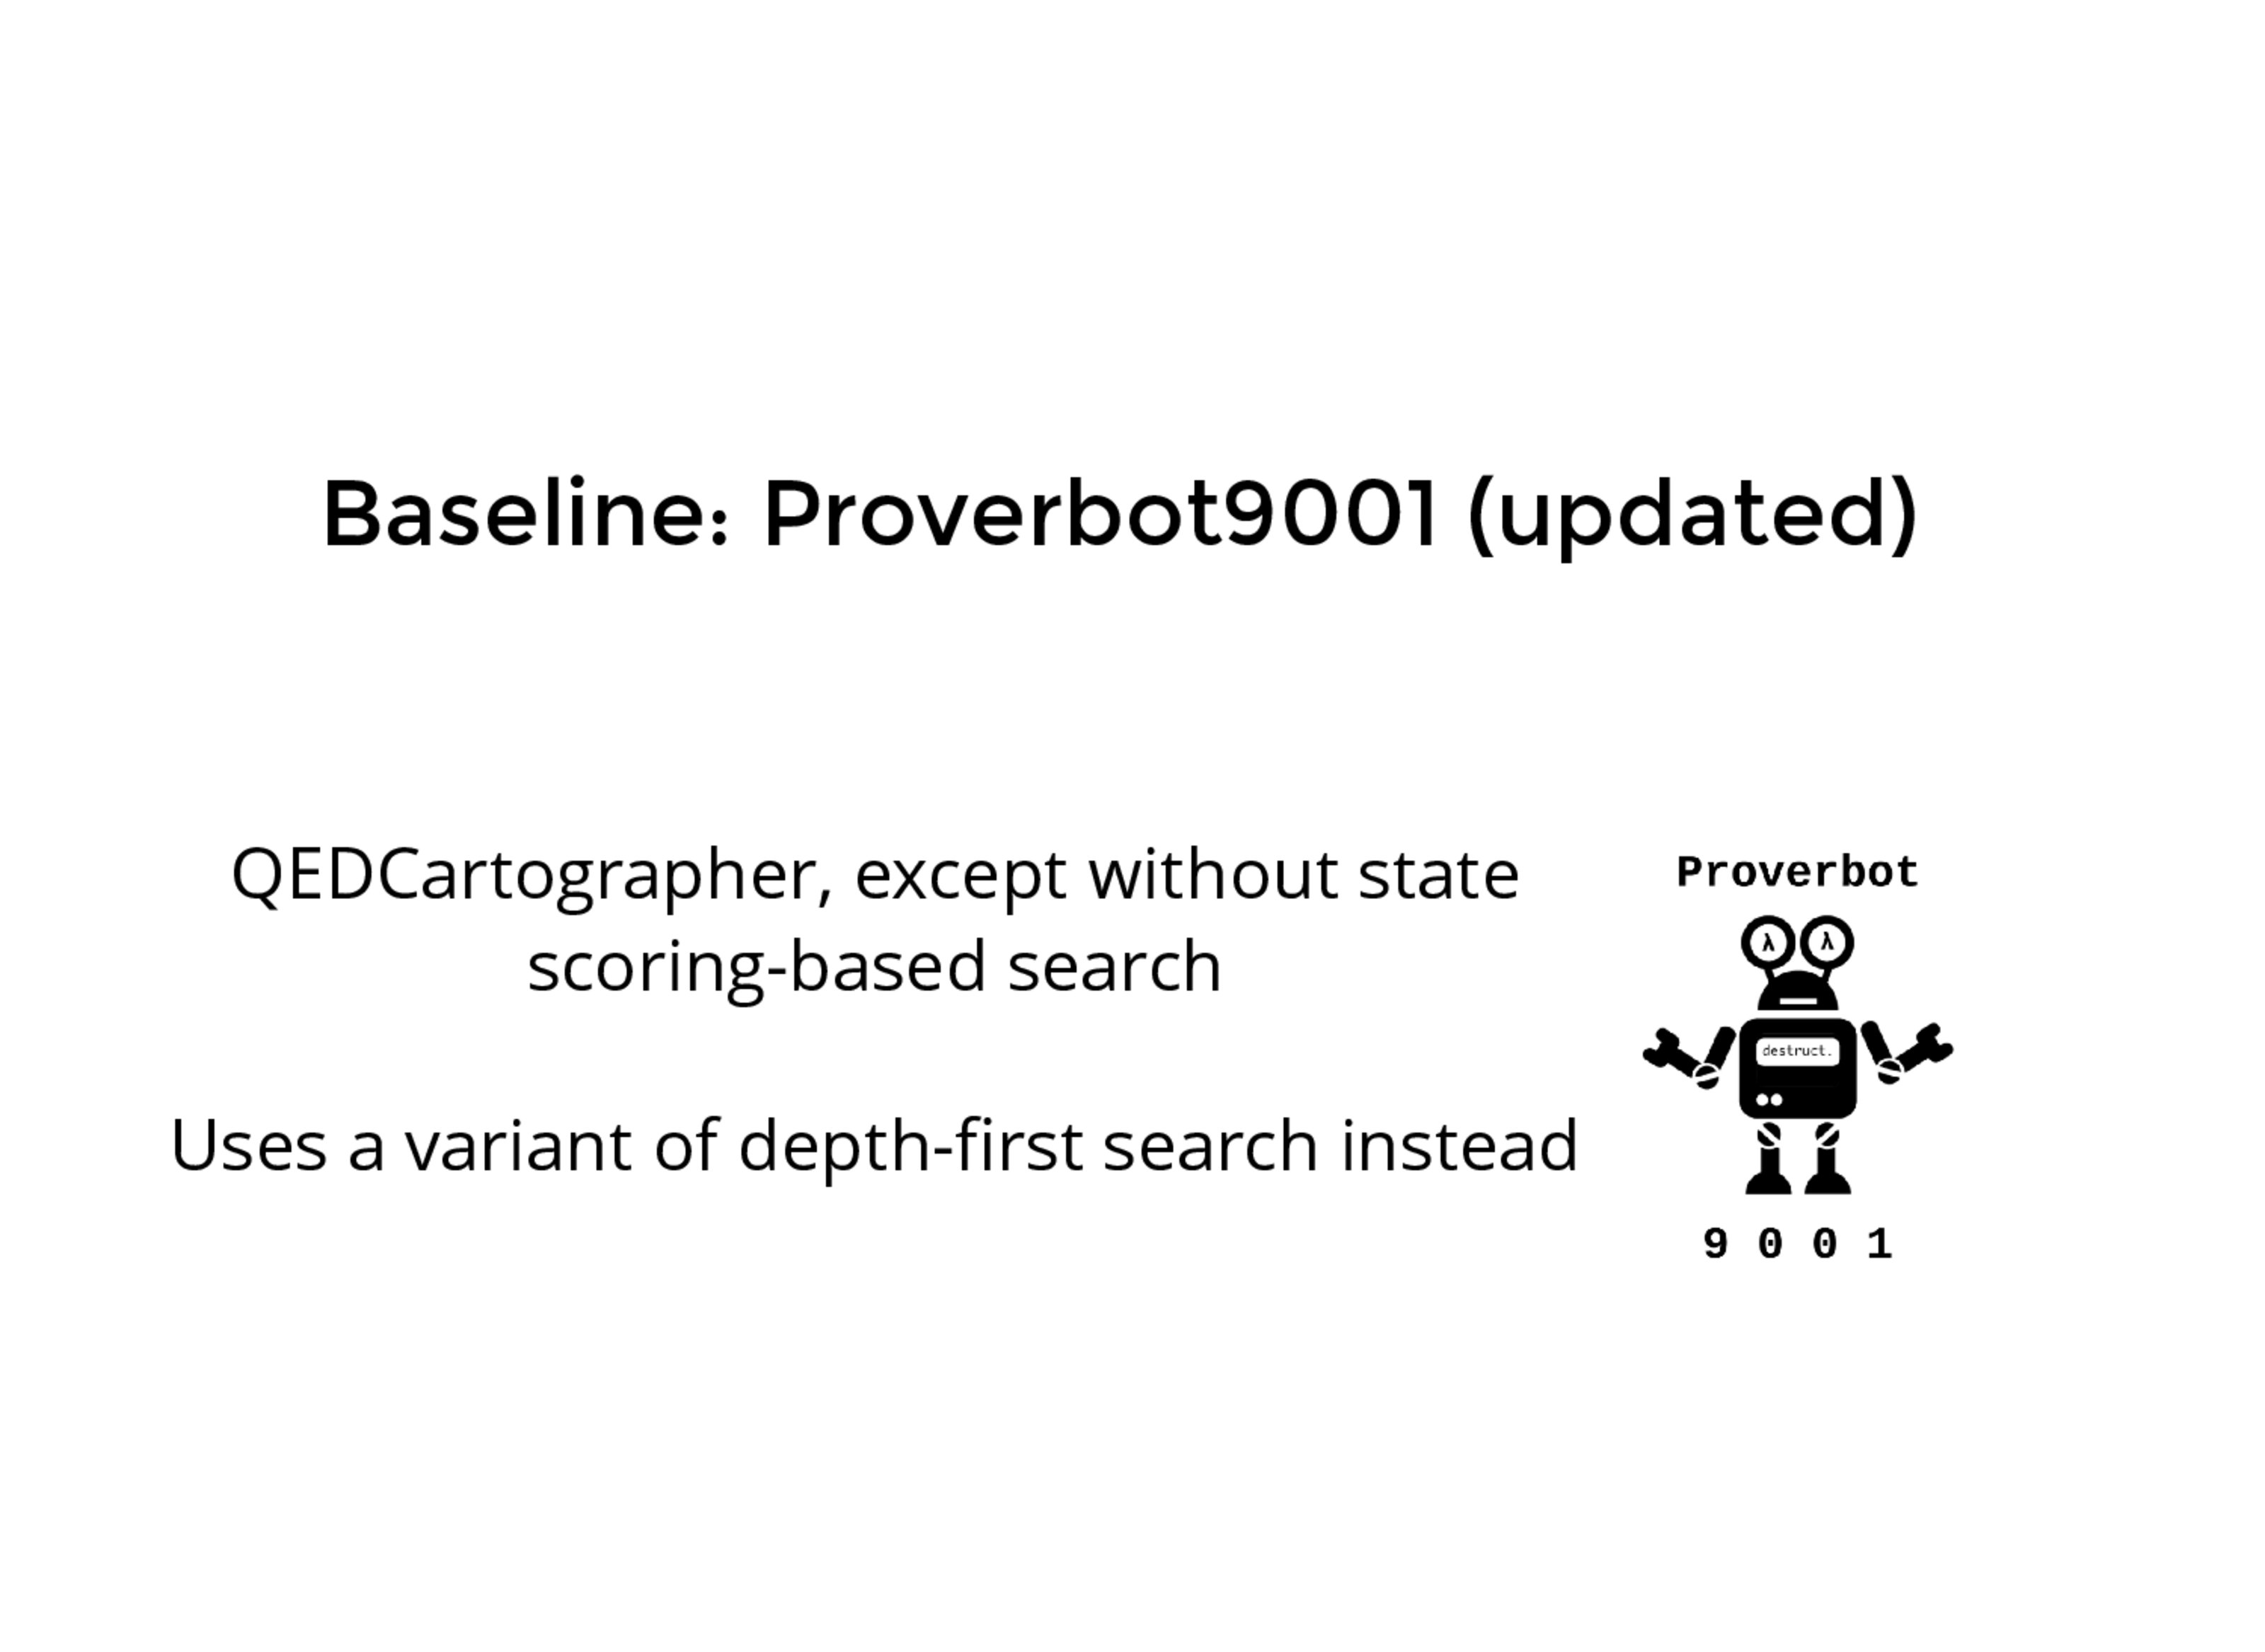 Baseline: Proverbot9001 (updated)
QEDCartographer, except without state
scoring-based search
Uses a variant of depth-first search instead
Proverbot
λ λ
destruct.
9 0 0 1